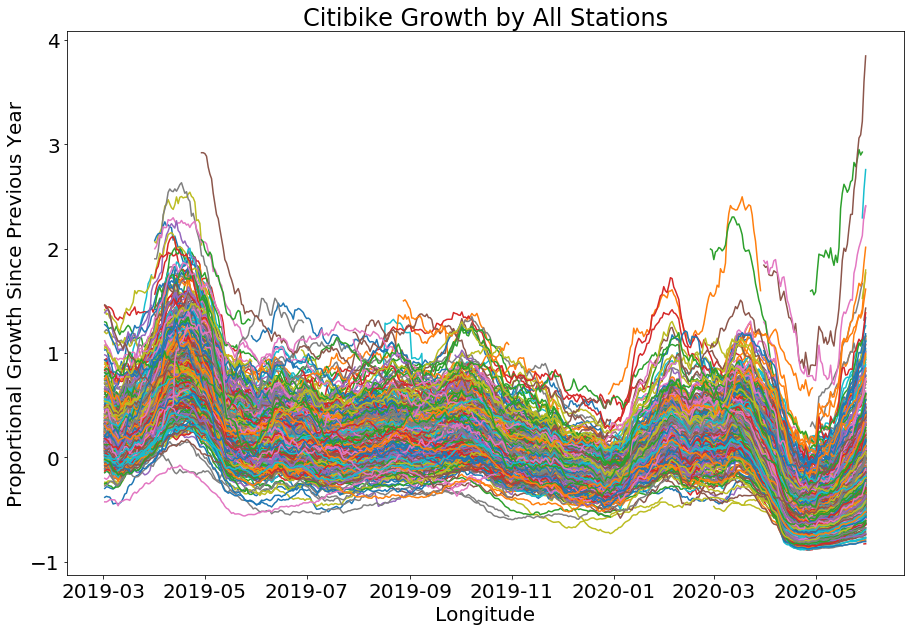 Citibike Growth by All Stations
Proportional Growth Since Previous Year
4
3
2
1
0
−1
2019-03 2019-05 2019-07 2019-09 2019-11 2020-01 2020-03 2020-05
Longitude